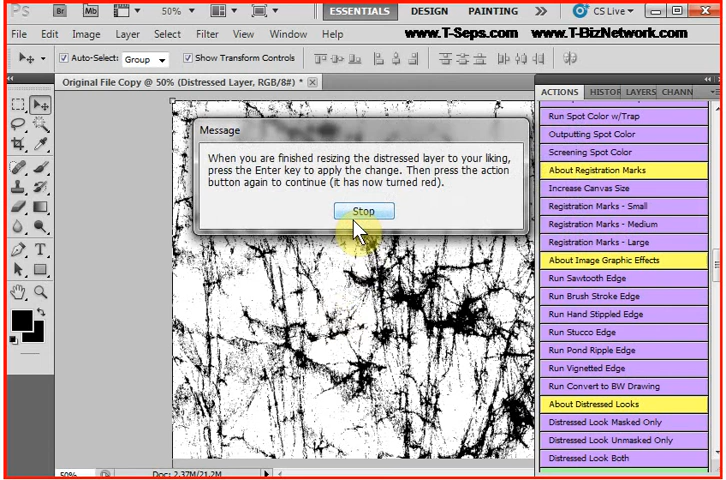 Ps Br Mb 50% ESSENTIALS DESIGN PAINTING CS Live
File Edit Image Layer Select Filter View Window Help www.T-Seps.com www.T-BizNetwork.com
Auto-Select: Group Show Transform Controls
Original File Copy @ 50% (Distressed Layer, RGB/8#) *
ACTIONS HISTOR LAYERS CHANN
Message
When you are finished resizing the distressed layer to your liking,
press the Enter key to apply the change. Then press the action
button again to continue (it has now turned red).
Stop
Run Spot Color w/Trap
Outputting Spot Color
Screening Spot Color
About Registration Marks
Increase Canvas Size
Registration Marks - Small
Registration Marks - Medium
Registration Marks - Large
About Image Graphic Effects
Run Sawtooth Edge
Run Brush Stroke Edge
Run Hand Stippled Edge
Run Stucco Edge
Run Pond Ripple Edge
Run Vignetted Edge
Run Convert to BW Drawing
About Distressed Looks
Distressed Look Masked Only
Distressed Look Unmasked Only
Distressed Look Both
50% Doc: 2.37M/21.2M